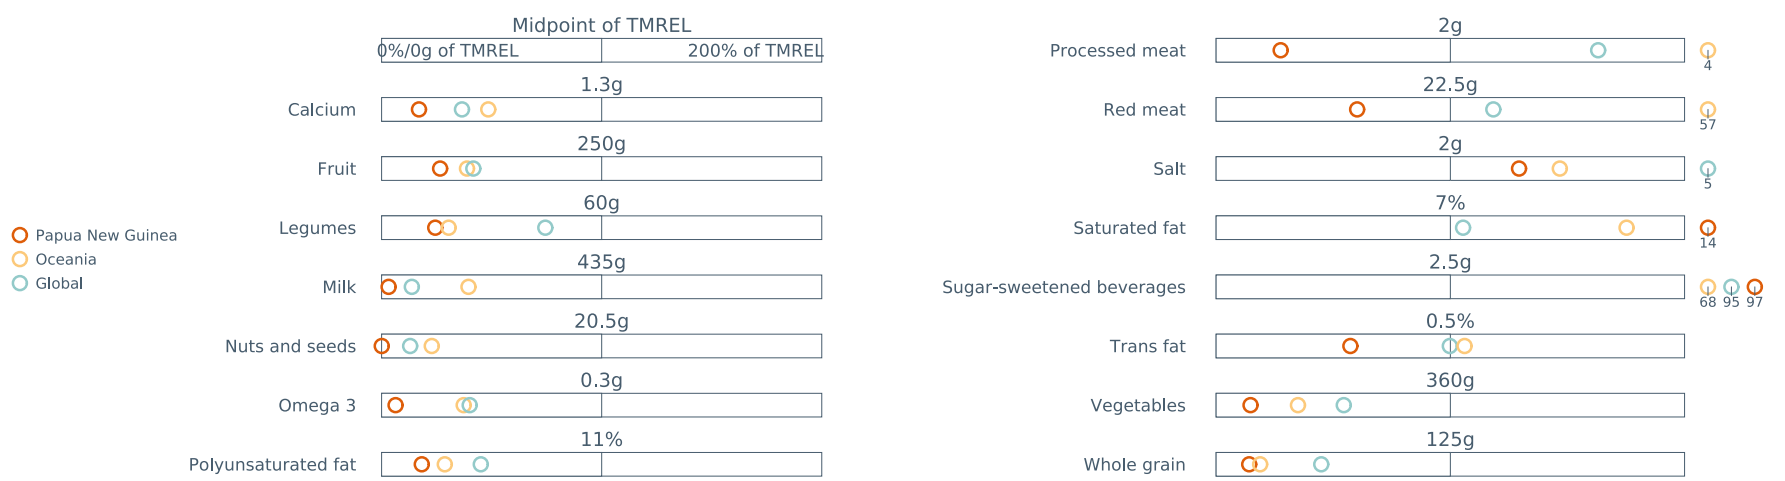 Midpoint of TMREL
0%/0g of TMREL 200% of TMREL
1.3g
Calcium
250g
Fruit
60g
Legumes
435g
Milk
20.5g
Nuts and seeds
0.3g
Omega 3
11%
Polyunsaturated fat
Papua New Guinea
Oceania
Global
2g
Processed meat
4
22.5g
Red meat
57
2g
Salt
5
7%
Saturated fat
14
2.5g
Sugar-sweetened beverages
68 95 97
0.5%
Trans fat
360g
Vegetables
125g
Whole grain